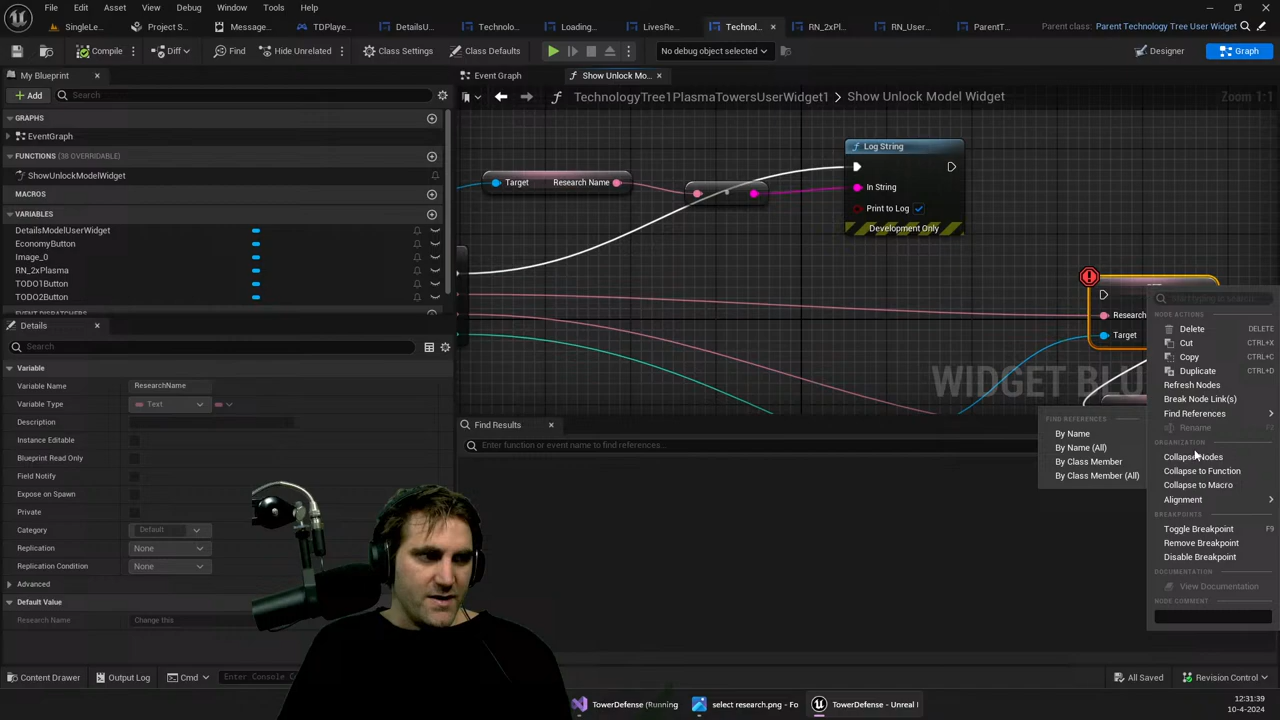 File Edit Asset View Debug Window Tools Help
SingleLe... Project S... Message... TDPlaye... DetailsU... Technolo... Loading... LivesRe... Technol... RN_2xPl... RN_User... ParentT...
Parent class: Parent Technology Tree User Widget
Compile Diff Find Hide Unrelated Class Settings Class Defaults No debug object selected Designer Graph
My Blueprint
Event Graph Show Unlock Mo...
Add Search
TechnologyTree1PlasmaTowersUserWidget1 > Show Unlock Model Widget Zoom 1:1
GRAPHS
EventGraph
FUNCTIONS (38 OVERRIDABLE)
ShowUnlockModelWidget
MACROS
VARIABLES
DetailsModelUserWidget
EconomyButton
Image_0
RN_2xPlasma
TODO1Button
TODO2Button
EVENT DISPATCHERS
Details
Search
Variable
Variable Name ResearchName
Variable Type Text
Description
Instance Editable
Blueprint Read Only
Field Notify
Expose on Spawn
Private
Category Default
Replication None
Replication Condition None
Advanced
Default Value
Research Name Change this
Target Research Name
Log String
In String
Print to Log
Development Only
Research
Target
WIDGET BLU
Find Results
Enter function or event name to find references...
FIND REFERENCES
By Name
By Name (All)
By Class Member
By Class Member (All)
Start typing to Search
NODE ACTIONS
Delete DELETE
Cut CTRL+X
Copy CTRL+C
Duplicate CTRL+D
Refresh Nodes
Break Node Link(s)
Find References
Rename F2
ORGANIZATION
Collapse Nodes
Collapse to Function
Collapse to Macro
Alignment
BREAKPOINTS
Toggle Breakpoint F9
Remove Breakpoint
Disable Breakpoint
DOCUMENTATION
View Documentation
NODE COMMENT
Content Drawer Output Log Cmd Enter Console C All Saved Revision Control
TowerDefense (Running select research.png - Fo TowerDefense - Unreal
12:31:39
10-4-2024